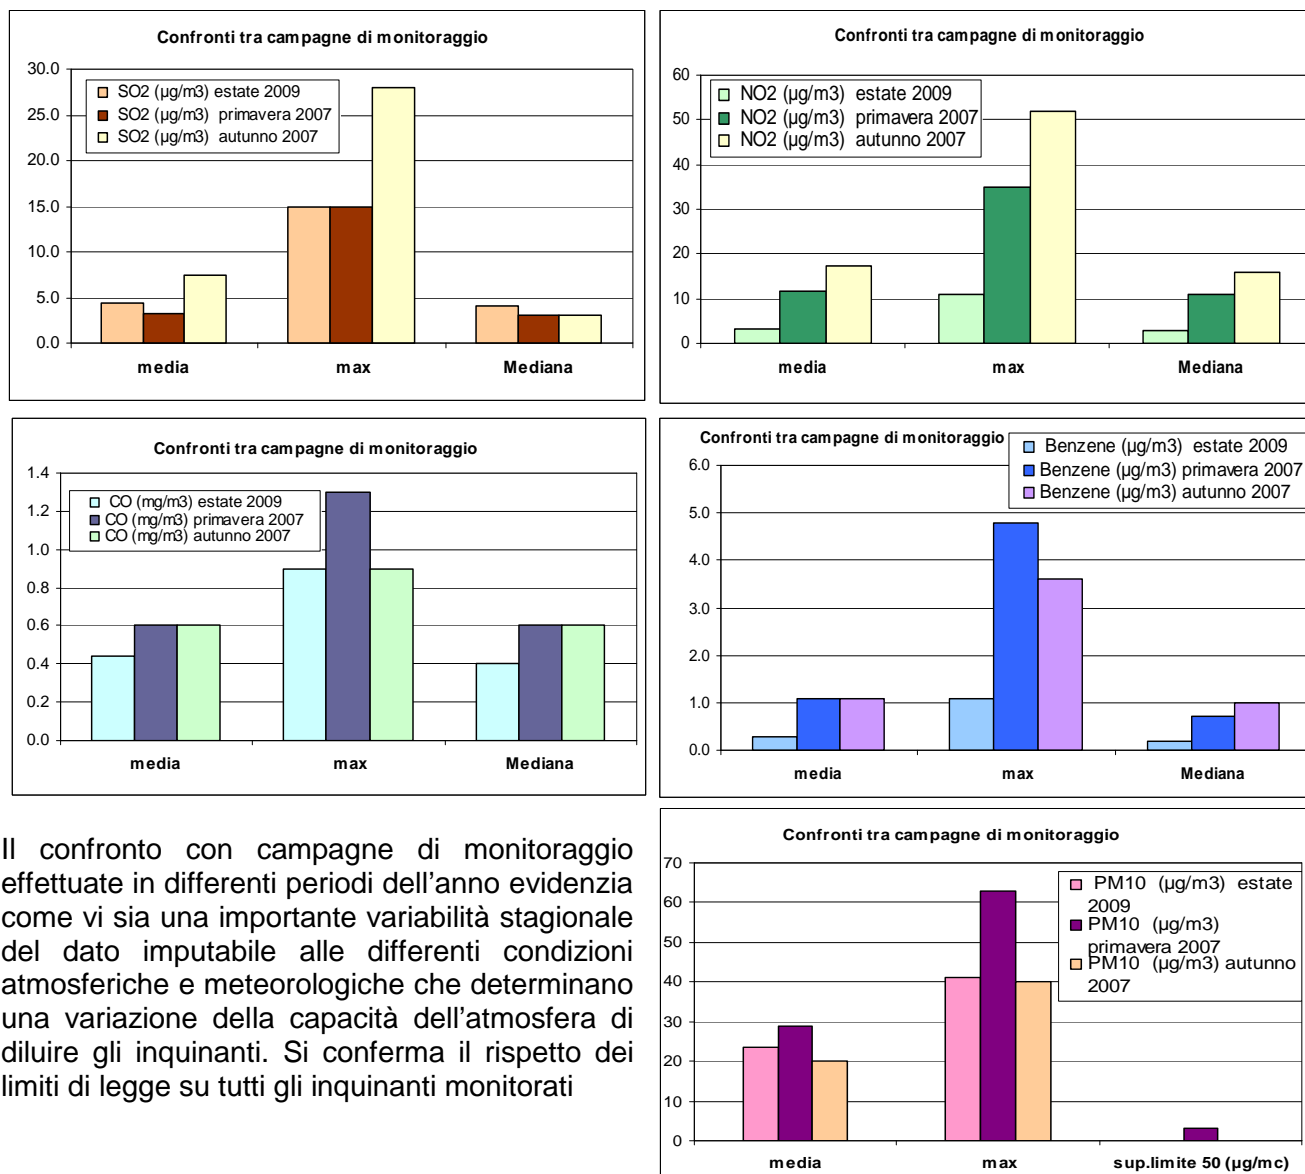 Confronti tra campagne di monitoraggio
30.0
25.0
20.0
15.0
10.0
5.0
0.0
SO2 (µg/m3) estate 2009
SO2 (µg/m3) primavera 2007
SO2 (µg/m3) autunno 2007
media
max
Mediana
Confronti tra campagne di monitoraggio
60
50
40
30
20
10
0
NO2 (µg/m3) estate 2009
NO2 (µg/m3) primavera 2007
NO2 (µg/m3) autunno 2007
media
max
Mediana
Confronti tra campagne di monitoraggio
1.4
1.2
1.0
0.8
0.6
0.4
0.2
0.0
CO (mg/m3) estate 2009
CO (mg/m3) primavera 2007
CO (mg/m3) autunno 2007
media
max
Mediana
Confronti tra campagne di monitoraggio
6.0
5.0
4.0
3.0
2.0
1.0
0.0
Benzene (µg/m3) estate 2009
Benzene (µg/m3) primavera 2007
Benzene (µg/m3) autunno 2007
media
max
Mediana
Il confronto con campagne di monitoraggio
effettuate in differenti periodi dell'anno evidenzia
come vi sia una importante variabilità stagionale
del dato imputabile alle differenti condizioni
atmosferiche e meteorologiche che determinano
una variazione della capacità dell'atmosfera di
diluire gli inquinanti. Si conferma il rispetto dei
limiti di legge su tutti gli inquinanti monitorati
Confronti tra campagne di monitoraggio
70
60
50
40
30
20
10
0
PM10 (µg/m3) estate
2009
PM10 (µg/m3)
primavera 2007
PM10 (µg/m3) autunno
2007
media
max
sup.limite 50 (µg/mc)